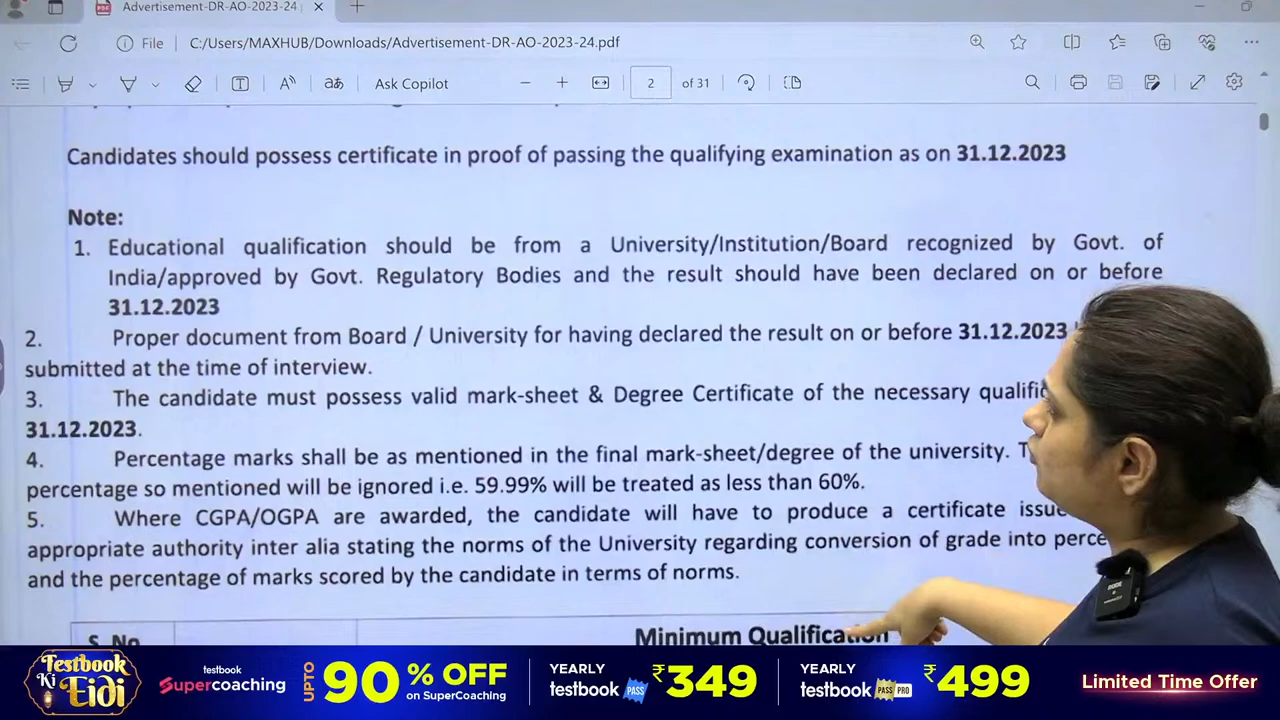 Advertisement-DR-AO-2023-24
File C:/Users/MAXHUB/Downloads/Advertisement-DR-AO-2023-24.pdf
Ask Copilot 2 of 31
Candidates should possess certificate in proof of passing the qualifying examination as on 31.12.2023
Note:
1. Educational qualification should be from a University/Institution/Board recognized by Govt. of
India/approved by Govt. Regulatory Bodies and the result should have been declared on or before
31.12.2023
2. Proper document from Board / University for having declared the result on or before 31.12.2023
submitted at the time of interview.
3. The candidate must possess valid mark-sheet & Degree Certificate of the necessary qualifi
31.12.2023.
4. Percentage marks shall be as mentioned in the final mark-sheet/degree of the university.
percentage so mentioned will be ignored i.e. 59.99% will be treated as less than 60%.
5. Where CGPA/OGPA are awarded, the candidate will have to produce a certificate issue
appropriate authority inter alia stating the norms of the University regarding conversion of grade into perce
and the percentage of marks scored by the candidate in terms of norms.
S. No Minimum Qualification
Testbook Ki Eidi
testbook Supercoaching
UPTO 90% OFF on SuperCoaching
YEARLY testbook PASS ₹349
YEARLY testbook PASS PRO ₹499
Limited Time Offer